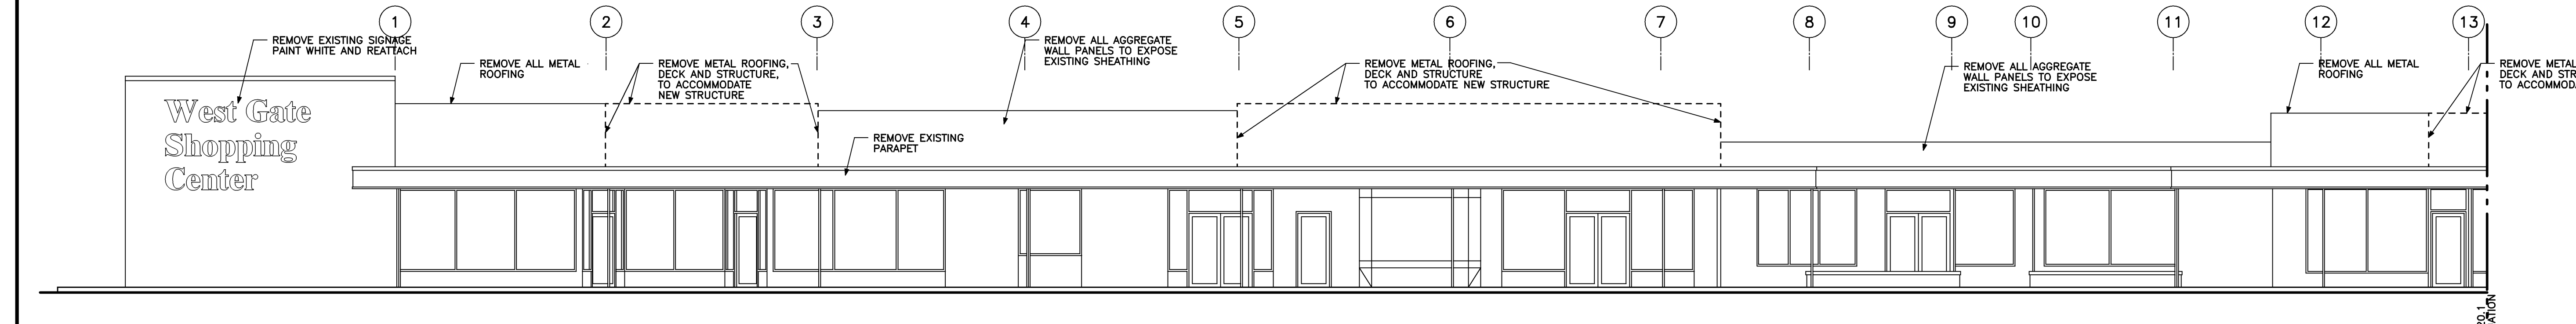 1 2 3 4 5 6 7 8 9 10 11 12 13
REMOVE EXISTING SIGNAGE
PAINT WHITE AND REATTACH
REMOVE ALL METAL
ROOFING
REMOVE METAL ROOFING,
DECK AND STRUCTURE,
TO ACCOMMODATE
NEW STRUCTURE
REMOVE ALL AGGREGATE
WALL PANELS TO EXPOSE
EXISTING SHEATHING
REMOVE METAL ROOFING,
DECK AND STRUCTURE
TO ACCOMMODATE NEW STRUCTURE
REMOVE ALL AGGREGATE
WALL PANELS TO EXPOSE
EXISTING SHEATHING
REMOVE ALL METAL
ROOFING
REMOVE METAL
DECK AND STR
TO ACCOMMOD
West Gate
Shopping
Center
REMOVE EXISTING
PARAPET